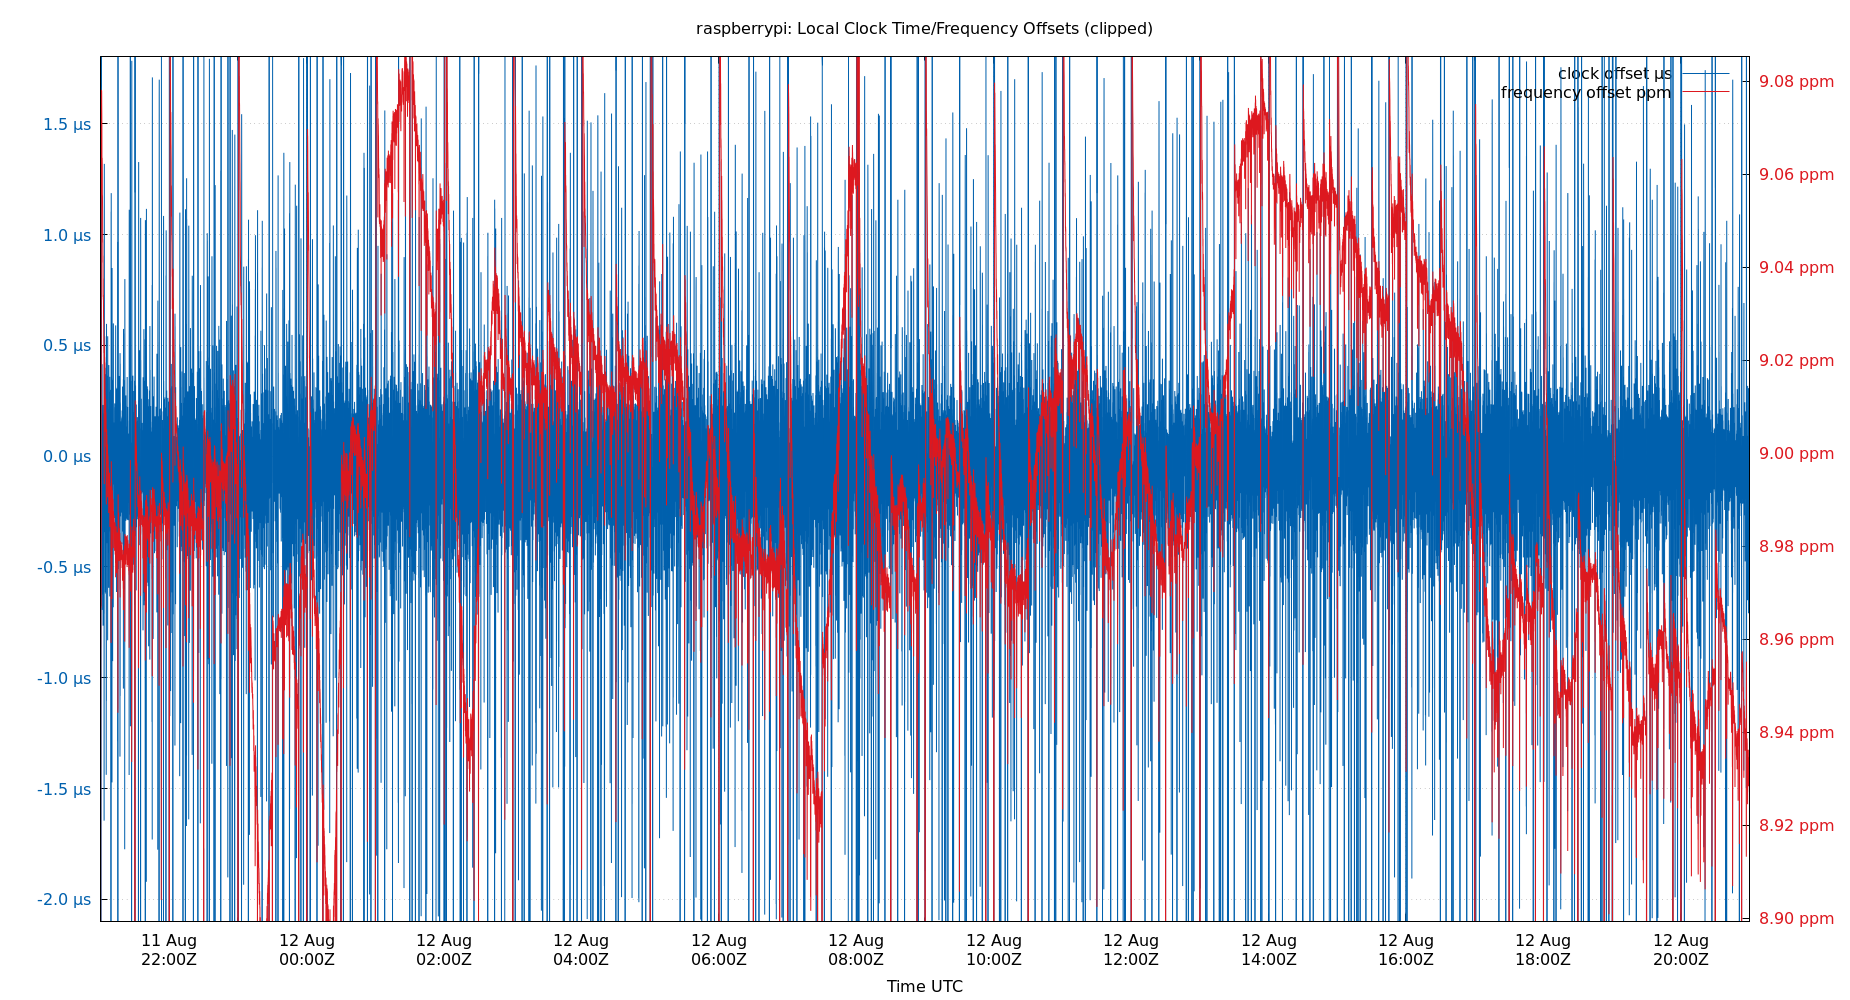 raspberrypi: Local Clock Time/Frequency Offsets (clipped)
clock offset µs
frequency offset ppm
1.5 µs
1.0 µs
0.5 µs
0.0 µs
-0.5 µs
-1.0 µs
-1.5 µs
-2.0 µs
9.08 ppm
9.06 ppm
9.04 ppm
9.02 ppm
9.00 ppm
8.98 ppm
8.96 ppm
8.94 ppm
8.92 ppm
8.90 ppm
11 Aug
22:00Z
12 Aug
00:00Z
12 Aug
02:00Z
12 Aug
04:00Z
12 Aug
06:00Z
12 Aug
08:00Z
12 Aug
10:00Z
12 Aug
12:00Z
12 Aug
14:00Z
12 Aug
16:00Z
12 Aug
18:00Z
12 Aug
20:00Z
Time UTC